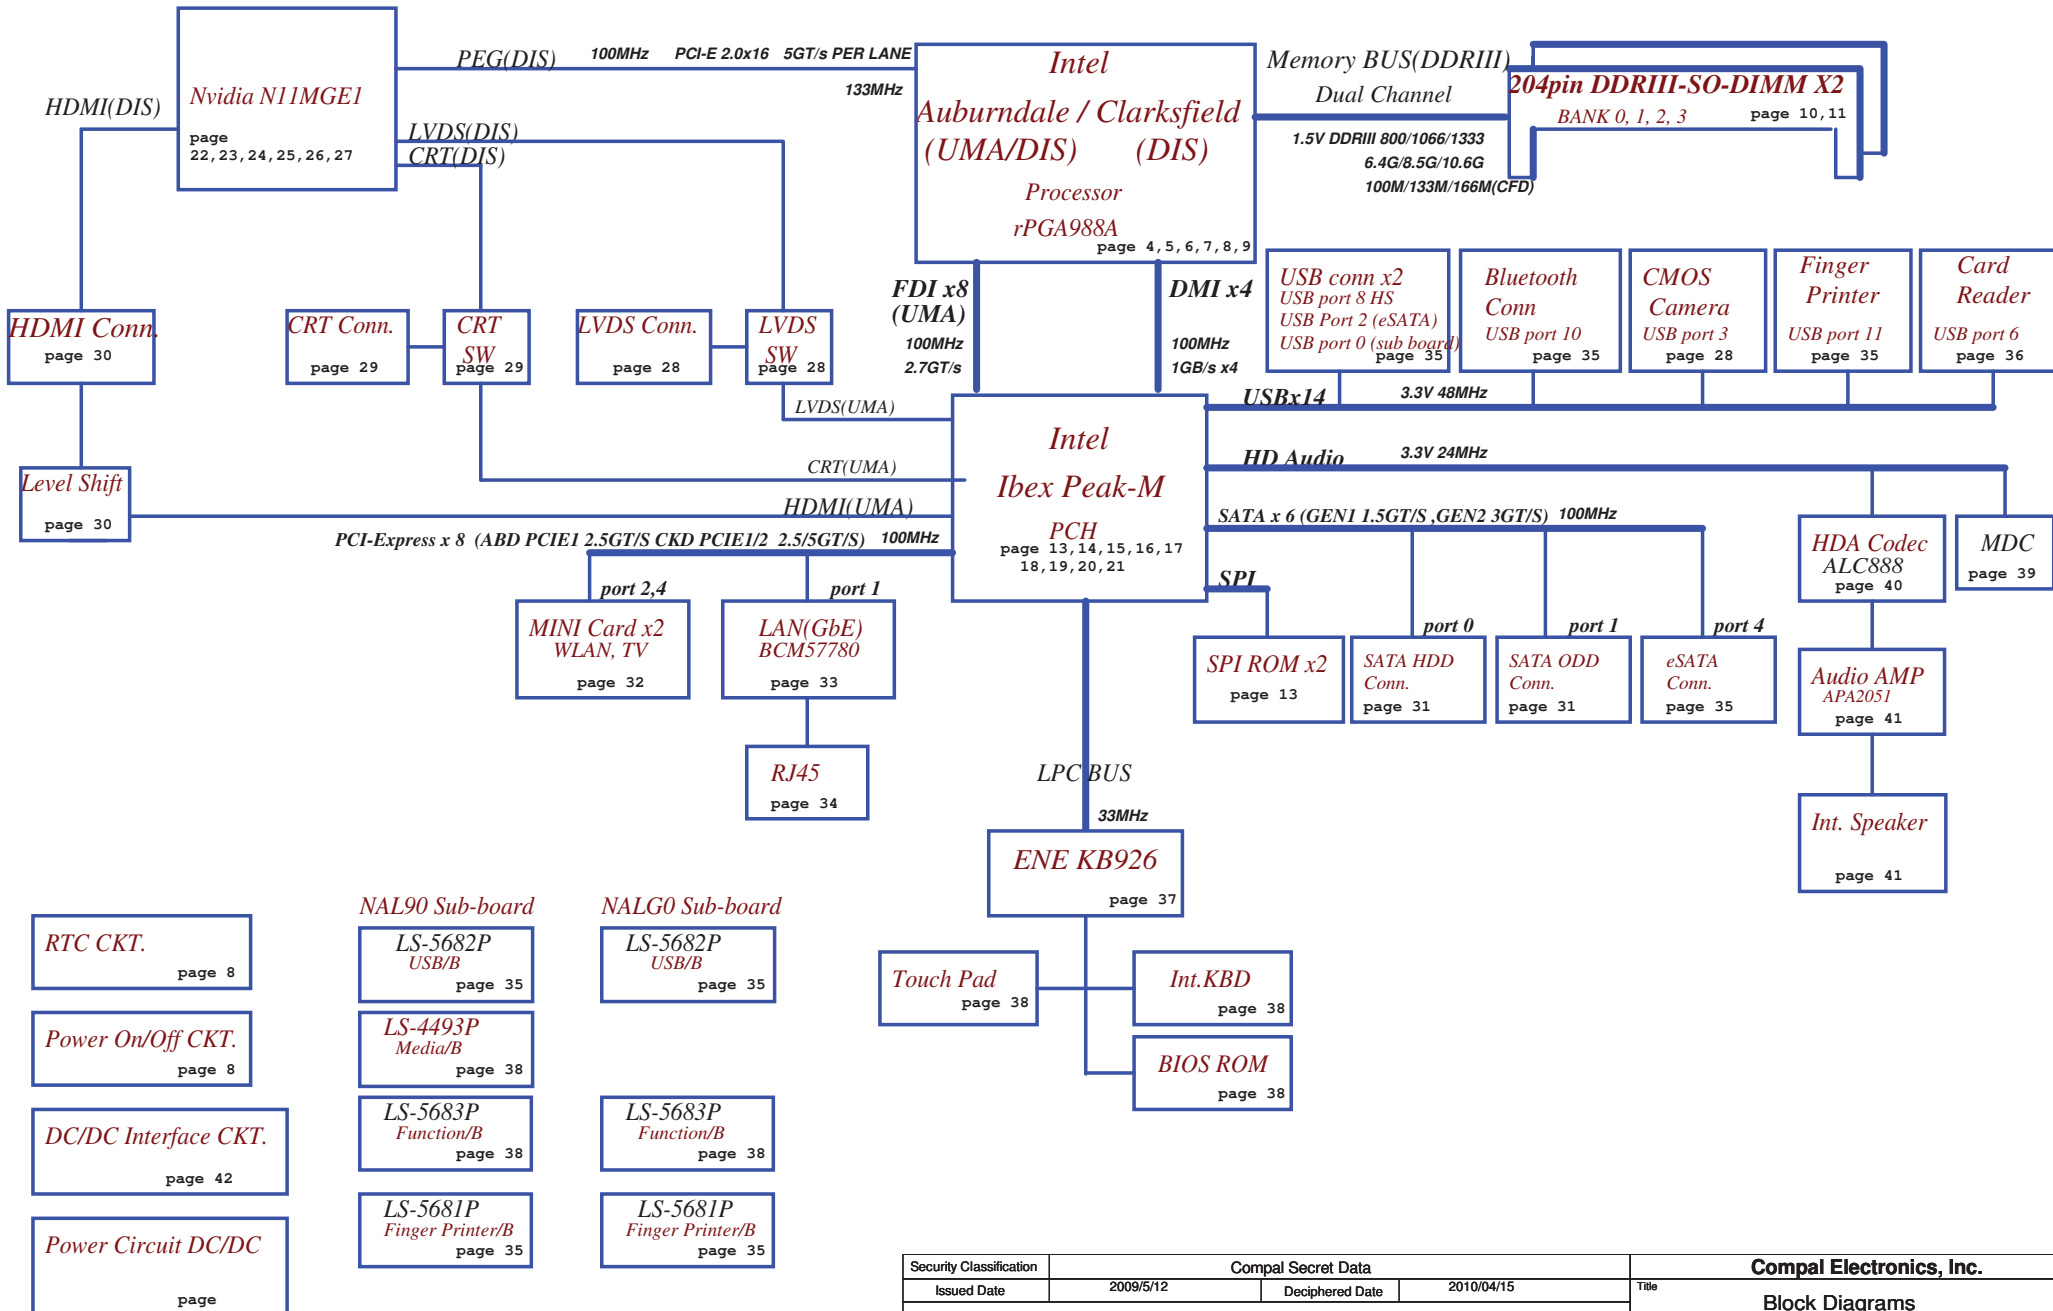 HDMI(DIS)
Nvidia N11MGE1
page
22,23,24,25,26,27
PEG(DIS)
100MHz
PCI-E 2.0x16
5GT/s PER LANE
133MHz
LVDS(DIS)
CRT(DIS)
Intel
Auburndale / Clarksfield
(UMA/DIS)
(DIS)
Processor
rPGA988A
page 4,5,6,7,8,9
Memory BUS(DDRIII)
Dual Channel
1.5V DDRIII 800/1066/1333
6.4G/8.5G/10.6G
100M/133M/166M(CFD)
204pin DDRIII-SO-DIMM X2
BANK 0, 1, 2, 3
page 10,11
HDMI Conn.
page 30
CRT Conn.
page 29
CRT
SW
page 29
LVDS Conn.
page 28
LVDS
SW
page 28
FDI x8
(UMA)
100MHz
2.7GT/s
DMI x4
100MHz
1GB/s x4
USB conn x2
USB port 8 HS
USB Port 2 (eSATA)
USB port 0 (sub board)
page 35
Bluetooth
Conn
USB port 10
page 35
CMOS
Camera
USB port 3
page 28
Finger
Printer
USB port 11
page 35
Card
Reader
USB port 6
page 36
LVDS(UMA)
CRT(UMA)
HDMI(UMA)
Level Shift
page 30
Intel
Ibex Peak-M
PCH
page 13,14,15,16,17
18,19,20,21
USBx14
3.3V 48MHz
HD Audio
3.3V 24MHz
SATA x 6 (GEN1 1.5GT/S ,GEN2 3GT/S)
100MHz
SPI
PCI-Express x 8 (ABD PCIE1 2.5GT/S CKD PCIE1/2 2.5/5GT/S)
100MHz
port 2,4
MINI Card x2
WLAN, TV
page 32
port 1
LAN(GbE)
BCM57780
page 33
RJ45
page 34
SPI ROM x2
page 13
port 0
SATA HDD
Conn.
page 31
port 1
SATA ODD
Conn.
page 31
port 4
eSATA
Conn.
page 35
HDA Codec
ALC888
page 40
MDC
page 39
Audio AMP
APA2051
page 41
Int. Speaker
page 41
LPC BUS
33MHz
ENE KB926
page 37
Touch Pad
page 38
Int.KBD
page 38
BIOS ROM
page 38
RTC CKT.
page 8
Power On/Off CKT.
page 8
DC/DC Interface CKT.
page 42
Power Circuit DC/DC
page
NAL90 Sub-board
LS-5682P
USB/B
page 35
LS-4493P
Media/B
page 38
LS-5683P
Function/B
page 38
LS-5681P
Finger Printer/B
page 35
NALG0 Sub-board
LS-5682P
USB/B
page 35
LS-5683P
Function/B
page 38
LS-5681P
Finger Printer/B
page 35
Security Classification
Compal Secret Data
Issued Date
2009/5/12
Deciphered Date
2010/04/15
Compal Electronics, Inc.
Title
Block Diagrams